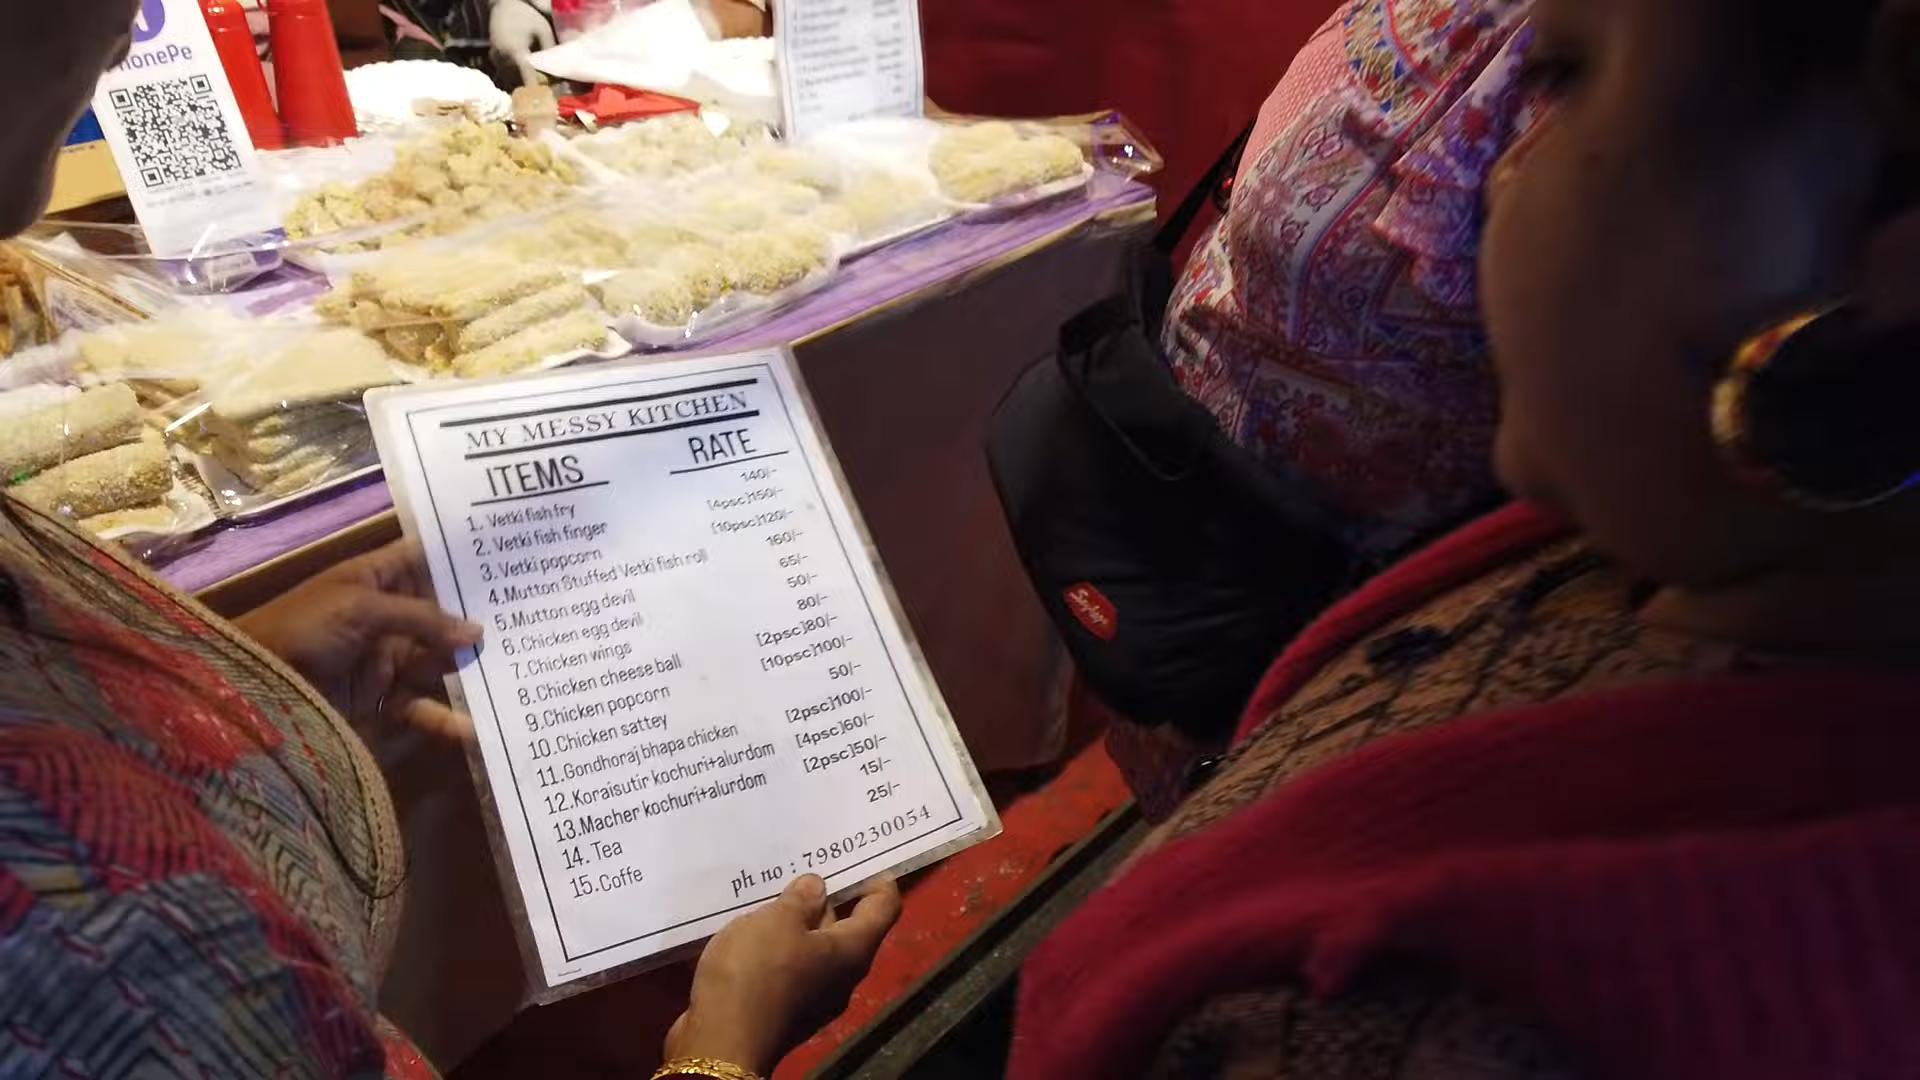 honePe
MY MESSY KITCHEN
ITEMS RATE
1. Vetki fish fry 140/-
2. Vetki fish finger [4psc]150/-
3. Vetki popcorn [10psc]120/-
4.Mutton Stuffed Vetki fish roll 160/-
5.Mutton egg devil 65/-
6.Chicken egg devil 50/-
7.Chicken wings 80/-
8.Chicken cheese ball [2psc]80/-
9.Chicken popcorn [10psc]100/-
10.Chicken sattey 50/-
11.Gondhoraj bhapa chicken [2psc]100/-
12.Koraisutir kochuri+alurdom [4psc]60/-
13.Macher kochuri+alurdom [2psc]50/-
14. Tea 15/-
15.Coffe 25/-
ph no : 7980230054